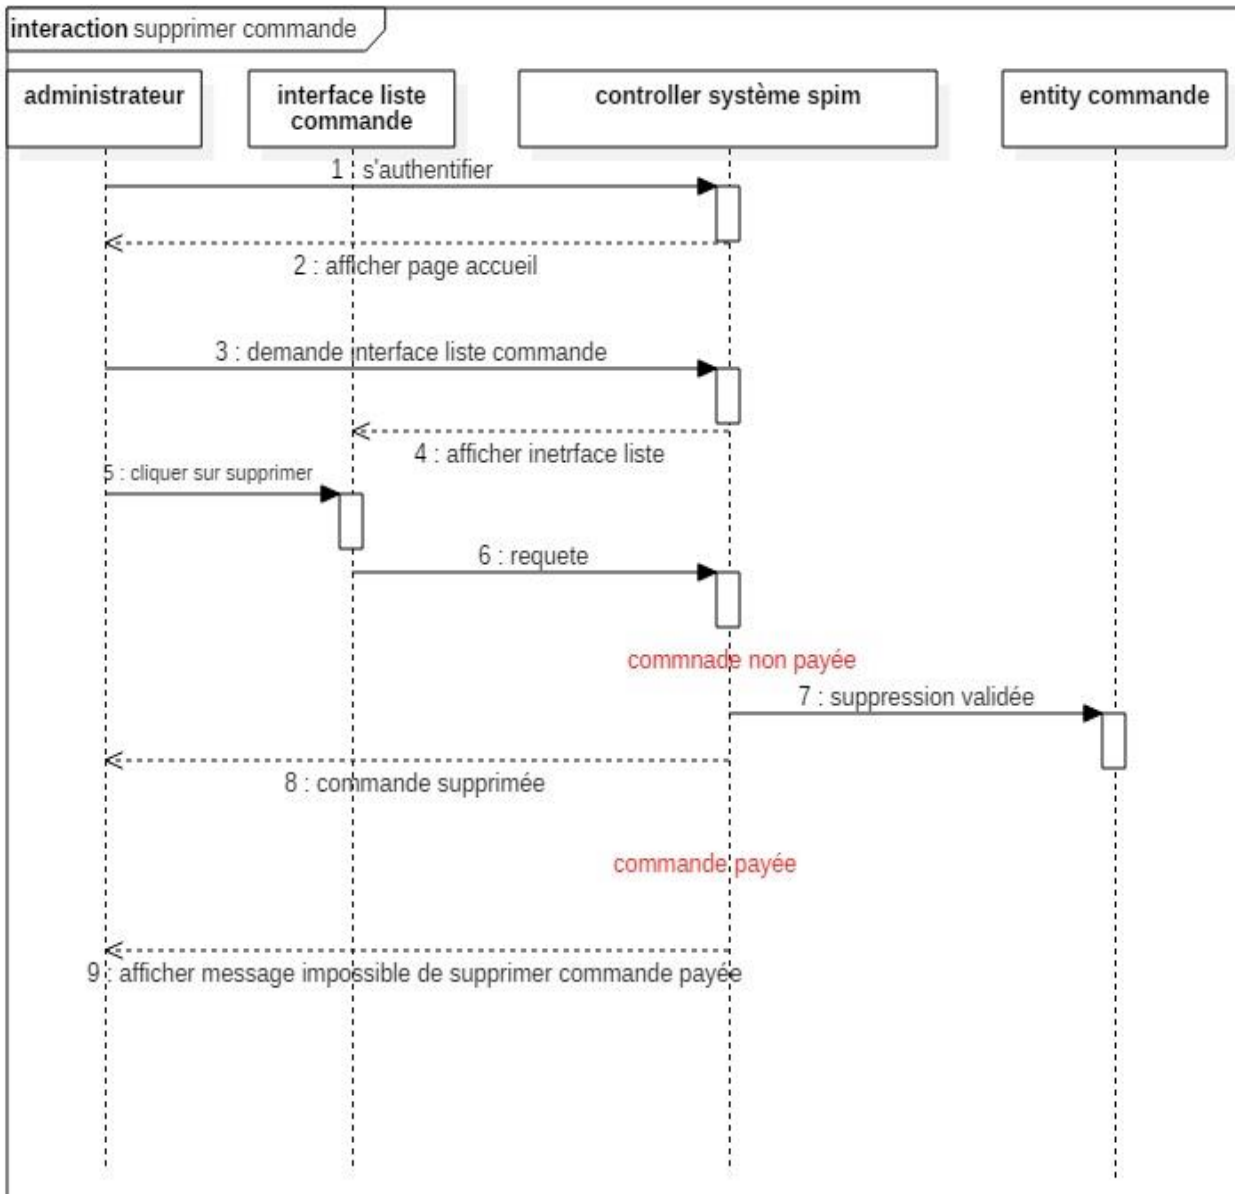 interaction supprimer commande
administrateur
interface liste
commande
controller système spim
entity commande
1 : s'authentifier
2 : afficher page accueil
3 : demande interface liste commande
4 : afficher inetrface liste
5 : cliquer sur supprimer
6 : requete
commnade non payée
7 : suppression validée
8 : commande supprimée
commande payée
9 : afficher message impossible de supprimer commande payée